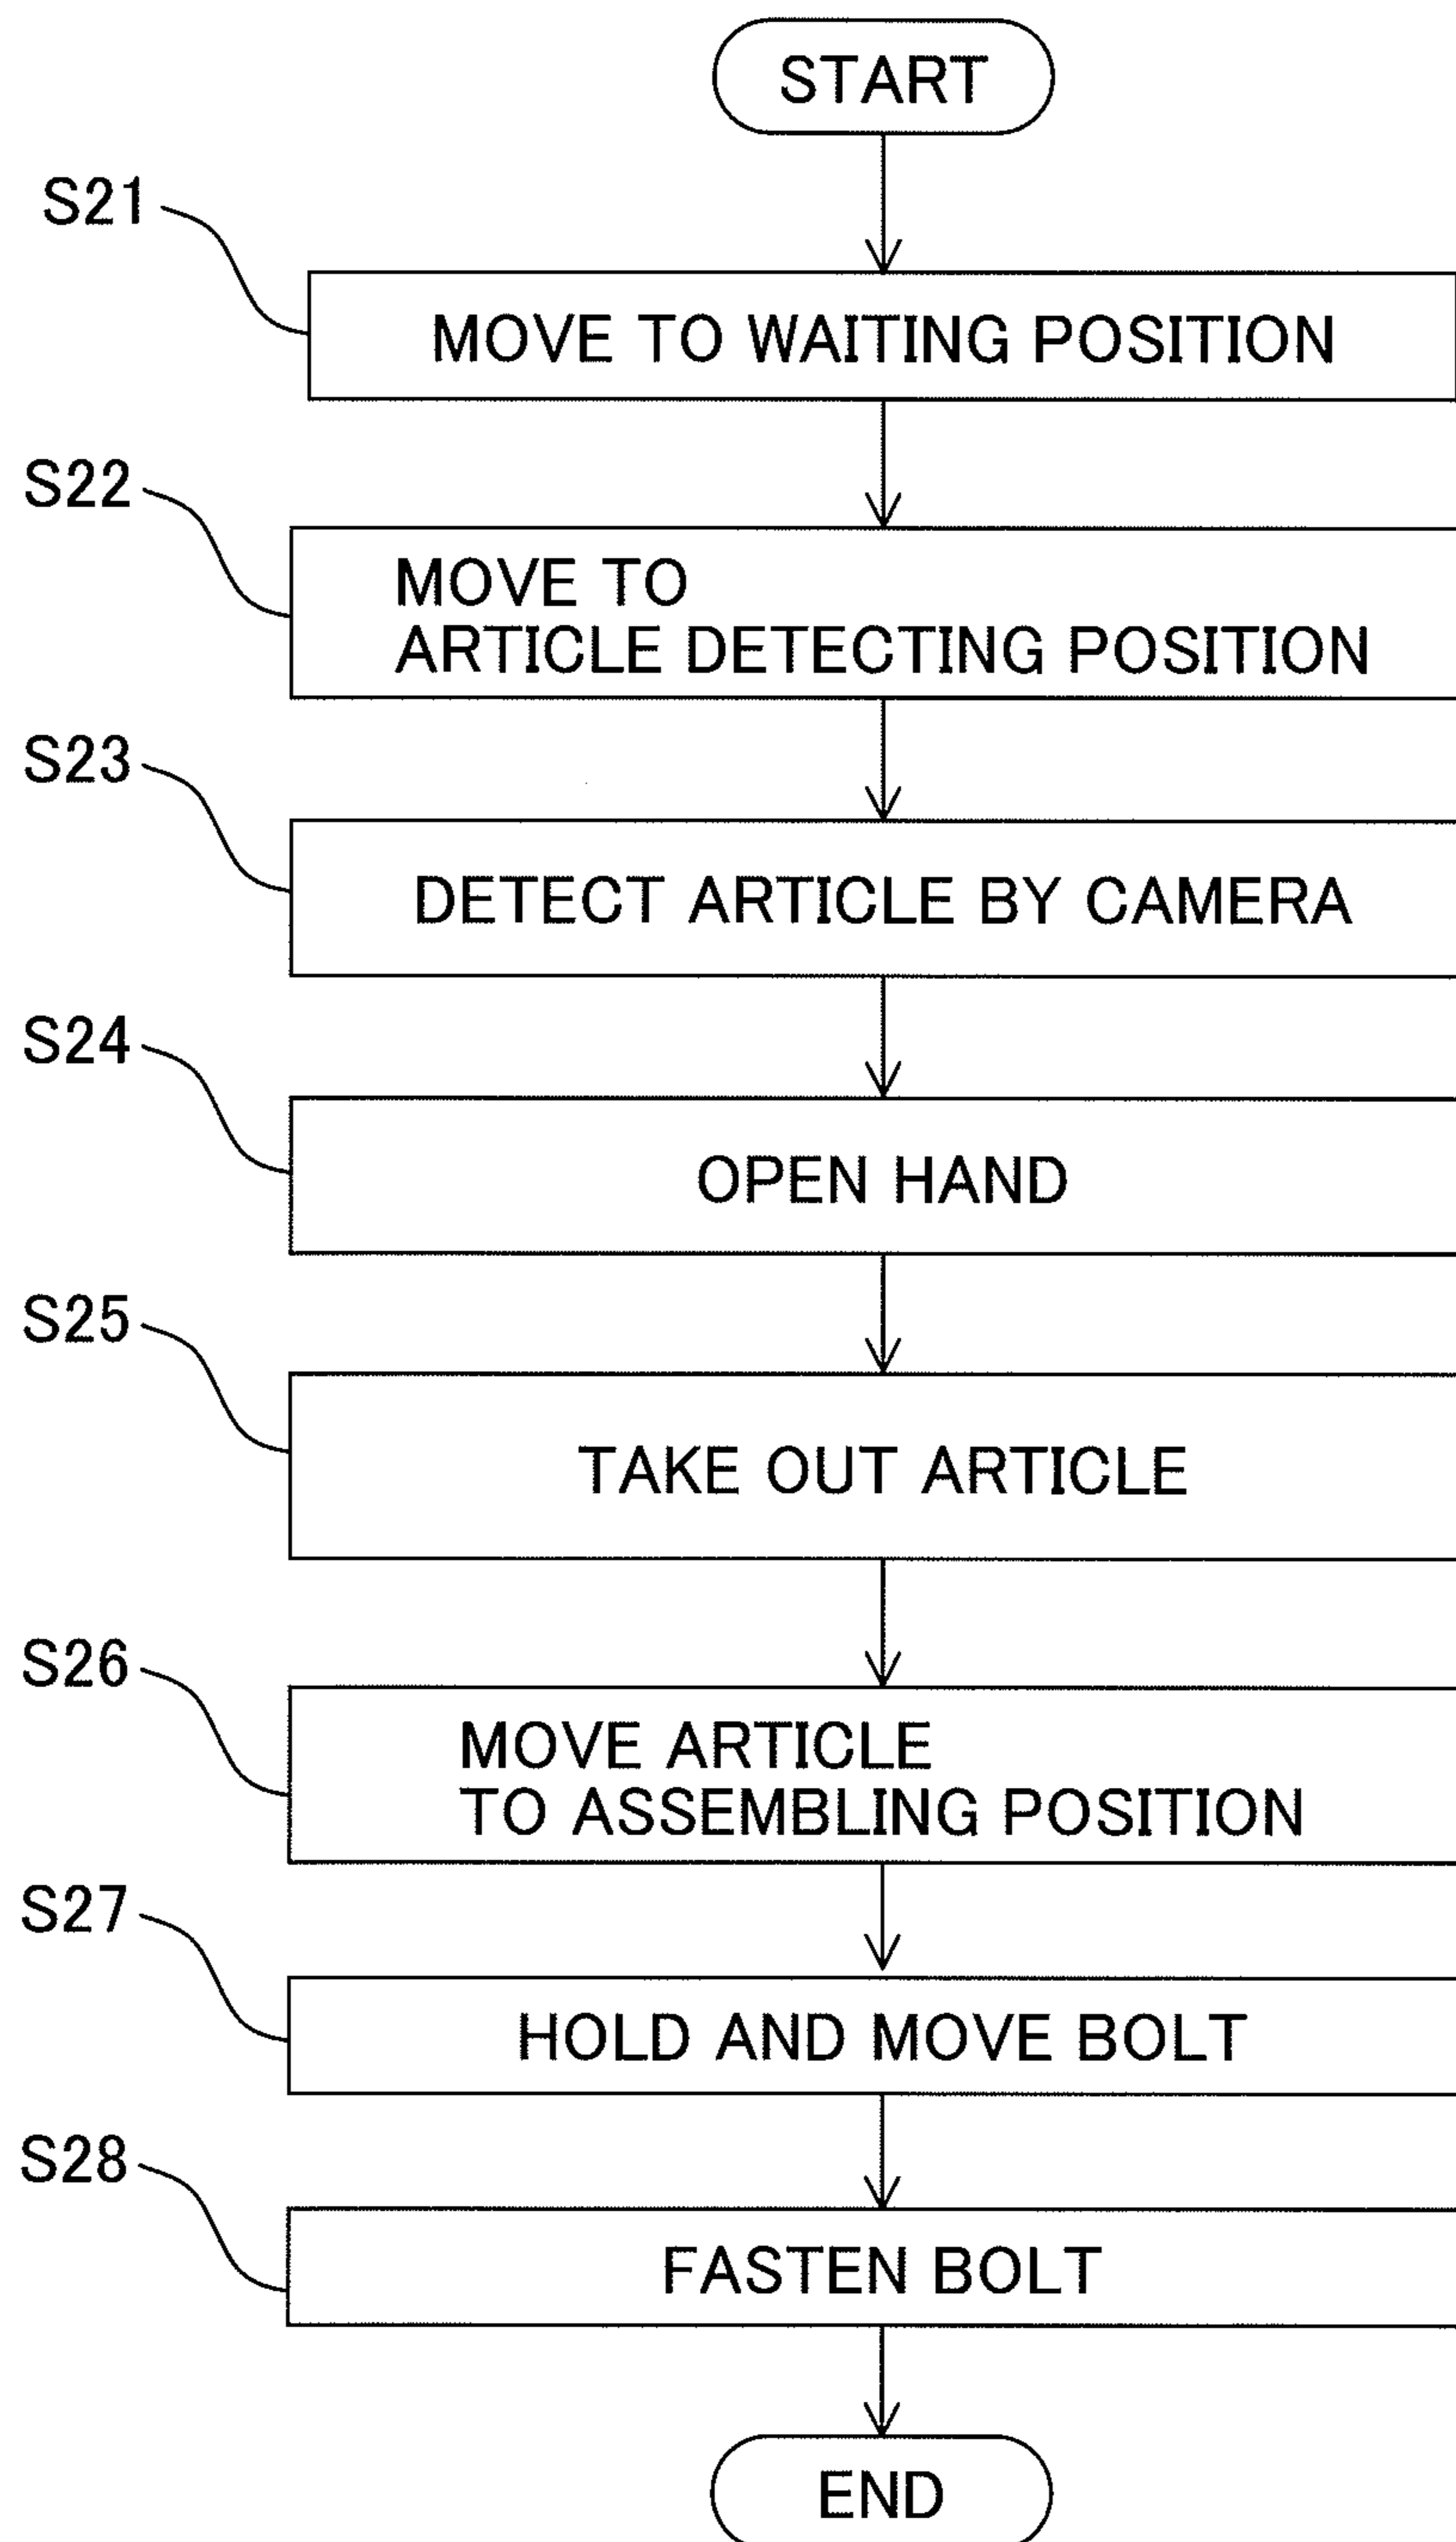 START
S21
MOVE TO WAITING POSITION
S22
MOVE TO
ARTICLE DETECTING POSITION
S23
DETECT ARTICLE BY CAMERA
S24
OPEN HAND
S25
TAKE OUT ARTICLE
S26
MOVE ARTICLE
TO ASSEMBLING POSITION
S27
HOLD AND MOVE BOLT
S28
FASTEN BOLT
END